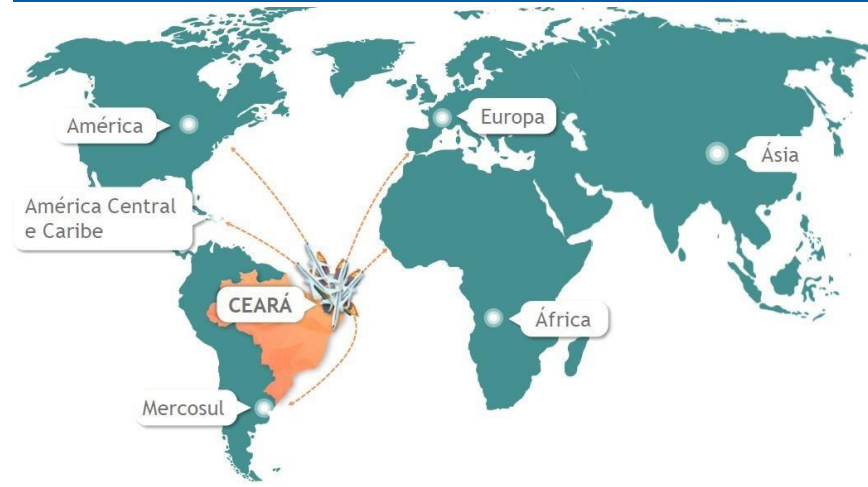 América
Europa
Ásia
América Central
e Caribe
CEARÁ
África
Mercosul